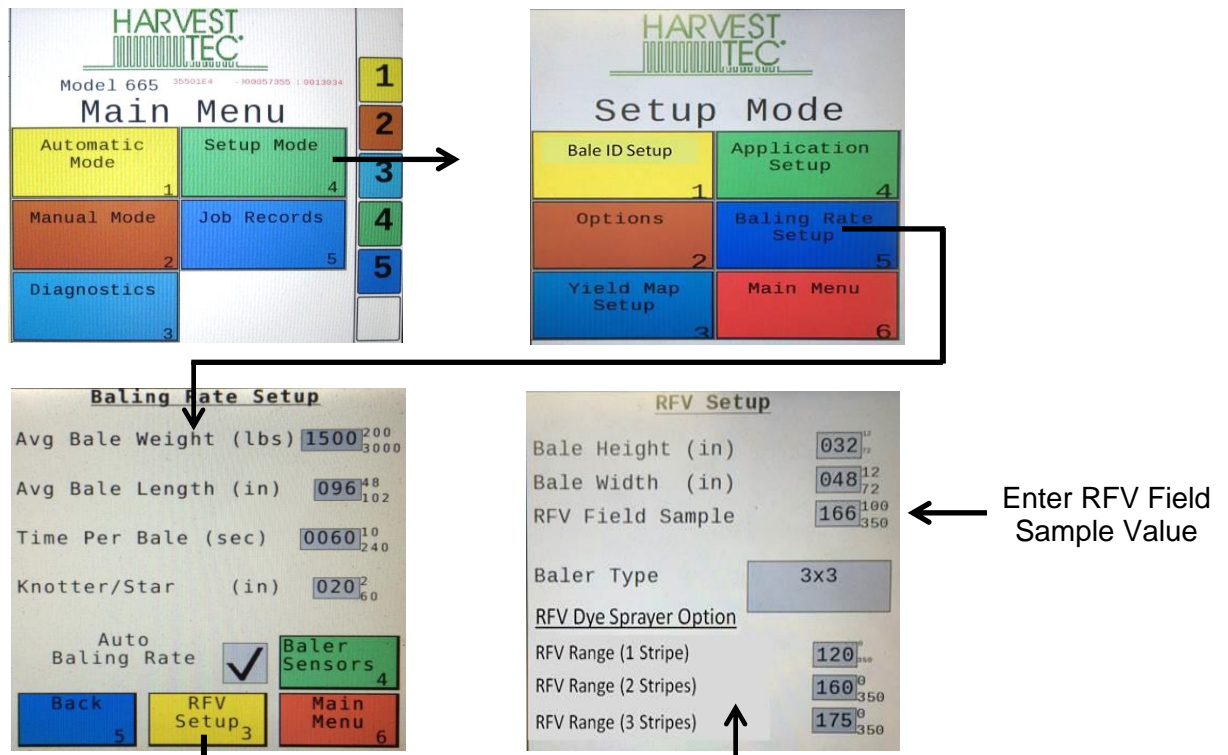 HARVEST
TEC
Model 665
Main Menu
Automatic
Mode
1
Setup Mode
4
Manual Mode
2
Job Records
5
Diagnostics
3
1
2
3
4
5
HARVEST
TEC
Setup Mode
Bale ID Setup
1
Application
Setup
4
Options
2
Baling Rate
Setup
5
Yield Map
Setup
3
Main Menu
6
Baling Rate Setup
Avg Bale Weight (lbs) 1500 200 3000
Avg Bale Length (in) 096 48 102
Time Per Bale (sec) 0060 10 240
Knotter/Star (in) 020 2 60
Auto
Baling Rate
Baler
Sensors
4
Back
5
RFV
Setup 3
Main
Menu
6
RFV Setup
Bale Height (in) 032 12 72
Bale Width (in) 048 12 72
RFV Field Sample 166 100 350
Baler Type 3x3
RFV Dye Sprayer Option
RFV Range (1 Stripe) 120
RFV Range (2 Stripes) 160 0 350
RFV Range (3 Stripes) 175 0 350
Enter RFV Field
Sample Value